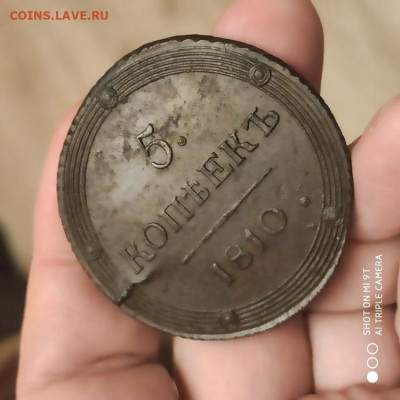 COINS.LAVE.RU
5.
КОПѢЕКЪ
1810.
SHOT ON MI 9T
AI TRIPLE CAMERA